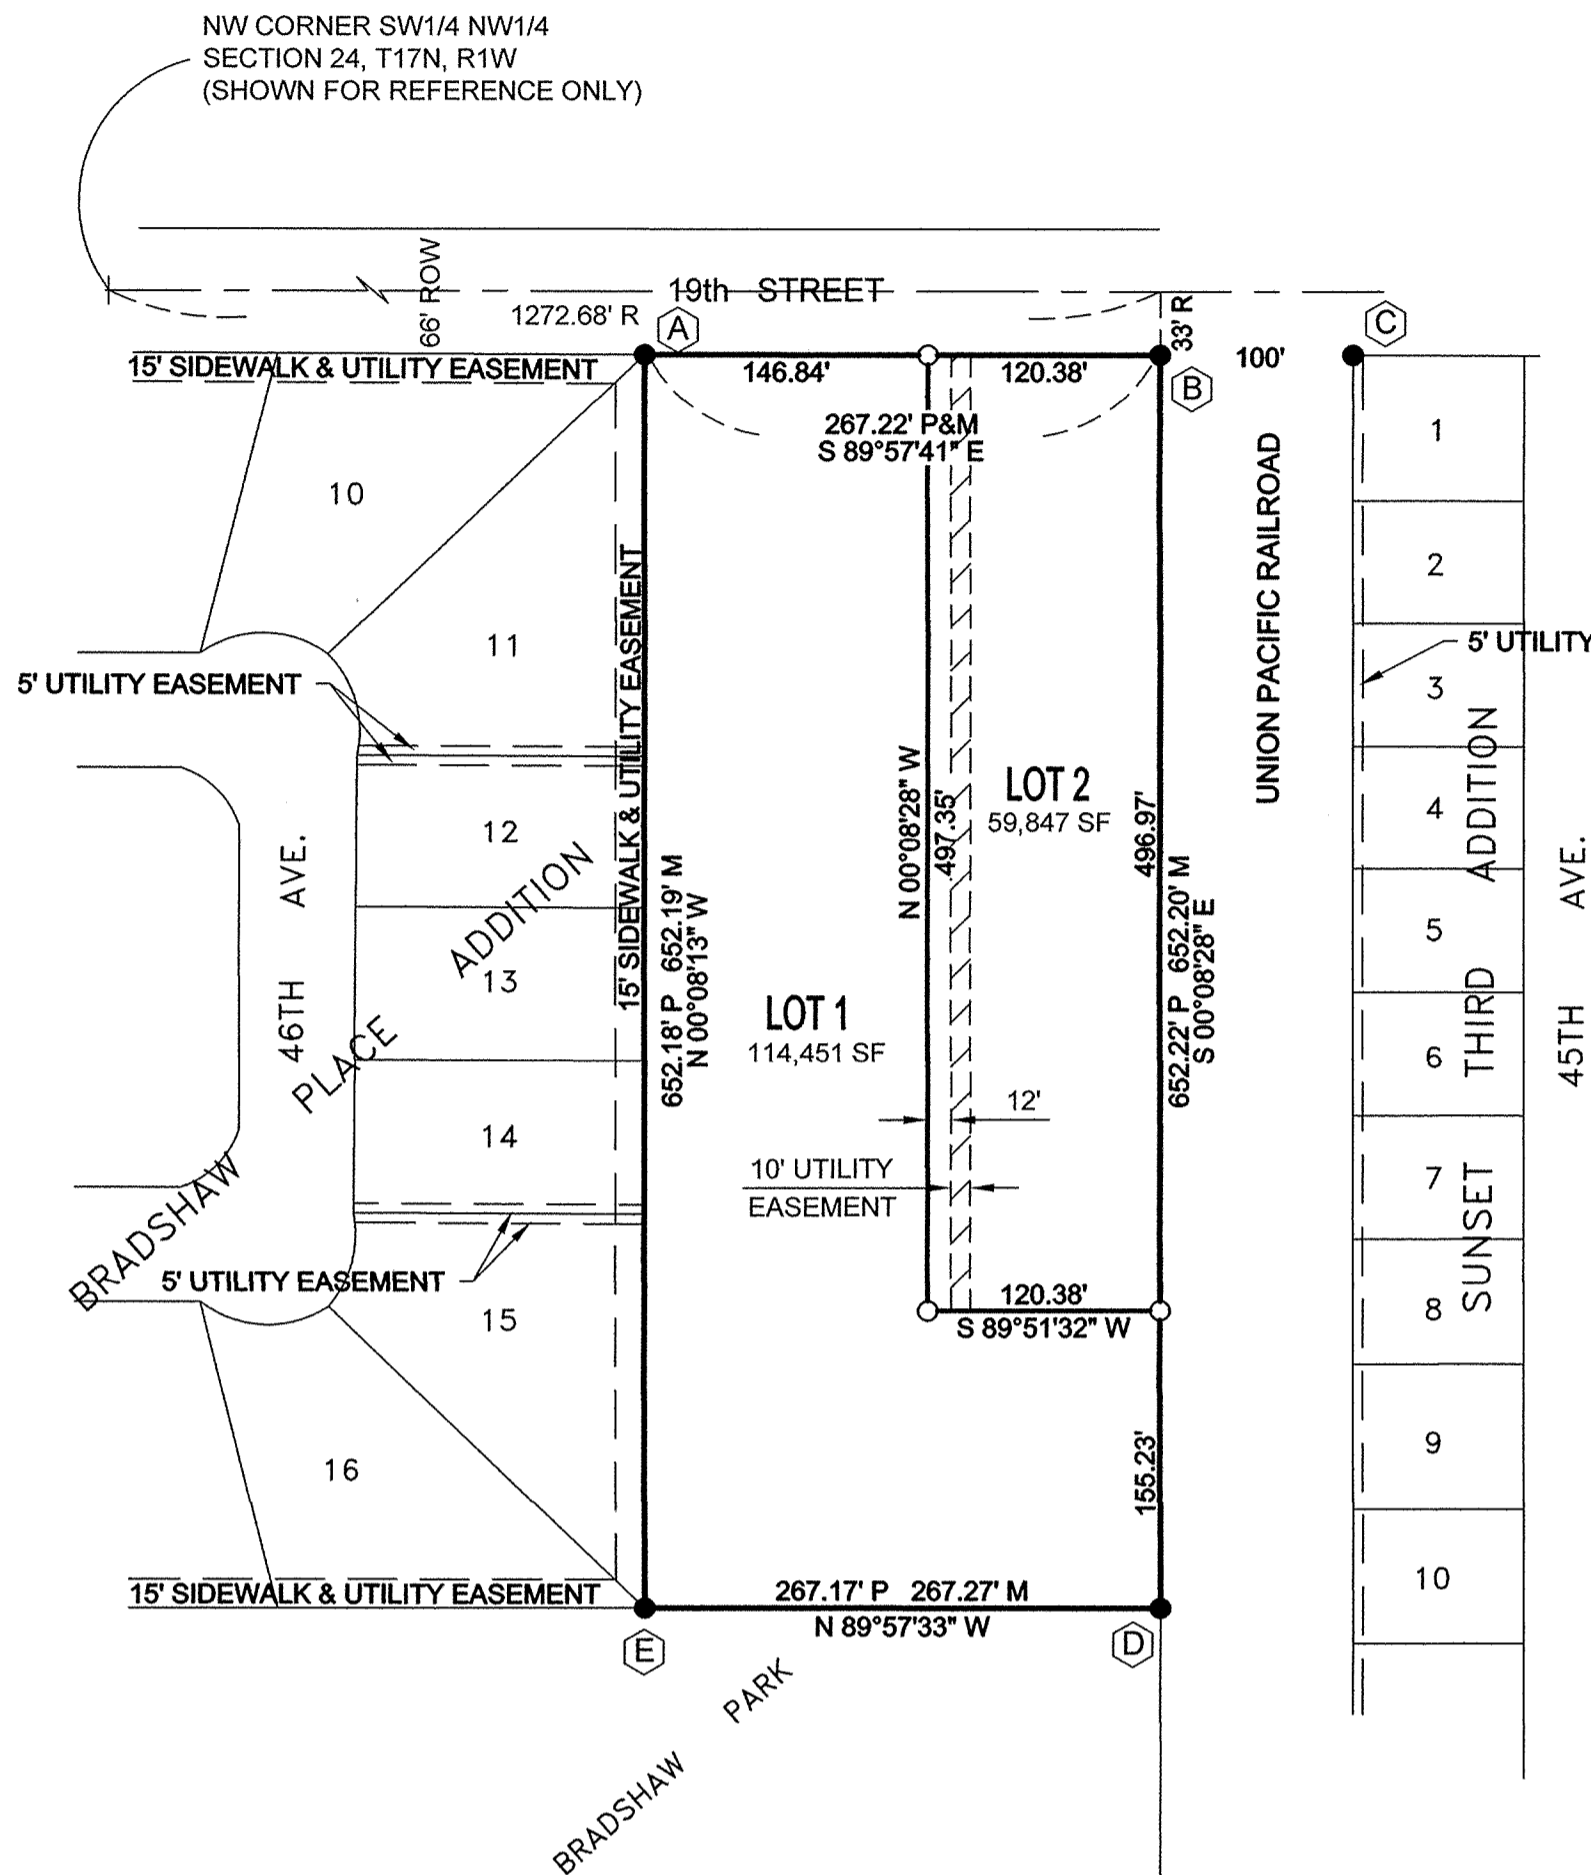 NW CORNER SW1/4 NW1/4
SECTION 24, T17N, R1W
(SHOWN FOR REFERENCE ONLY)
66' ROW
19th STREET
1272.68' R
A
33' R
C
15' SIDEWALK & UTILITY EASEMENT
146.84'
120.38'
100'
B
267.22' P&M
S 89°57'41" E
10
11
5' UTILITY EASEMENT
15' SIDEWALK & UTILITY EASEMENT
UNION PACIFIC RAILROAD
1
2
5' UTILITY
3
4
5
6
7
8
9
10
SUNSET THIRD ADDITION
45TH AVE.
46TH AVE.
12
13
14
15
16
BRADSHAW PLACE ADDITION
652.18' P 652.19' M
N 00°08'13" W
N 00°08'28" W
497.35'
LOT 2
59,847 SF
496.97'
652.22' P 652.20' M
S 00°08'28" E
LOT 1
114,451 SF
12'
10' UTILITY
EASEMENT
5' UTILITY EASEMENT
120.38'
S 89°51'32" W
155.23'
15' SIDEWALK & UTILITY EASEMENT
267.17' P 267.27' M
N 89°57'33" W
E
D
BRADSHAW PARK